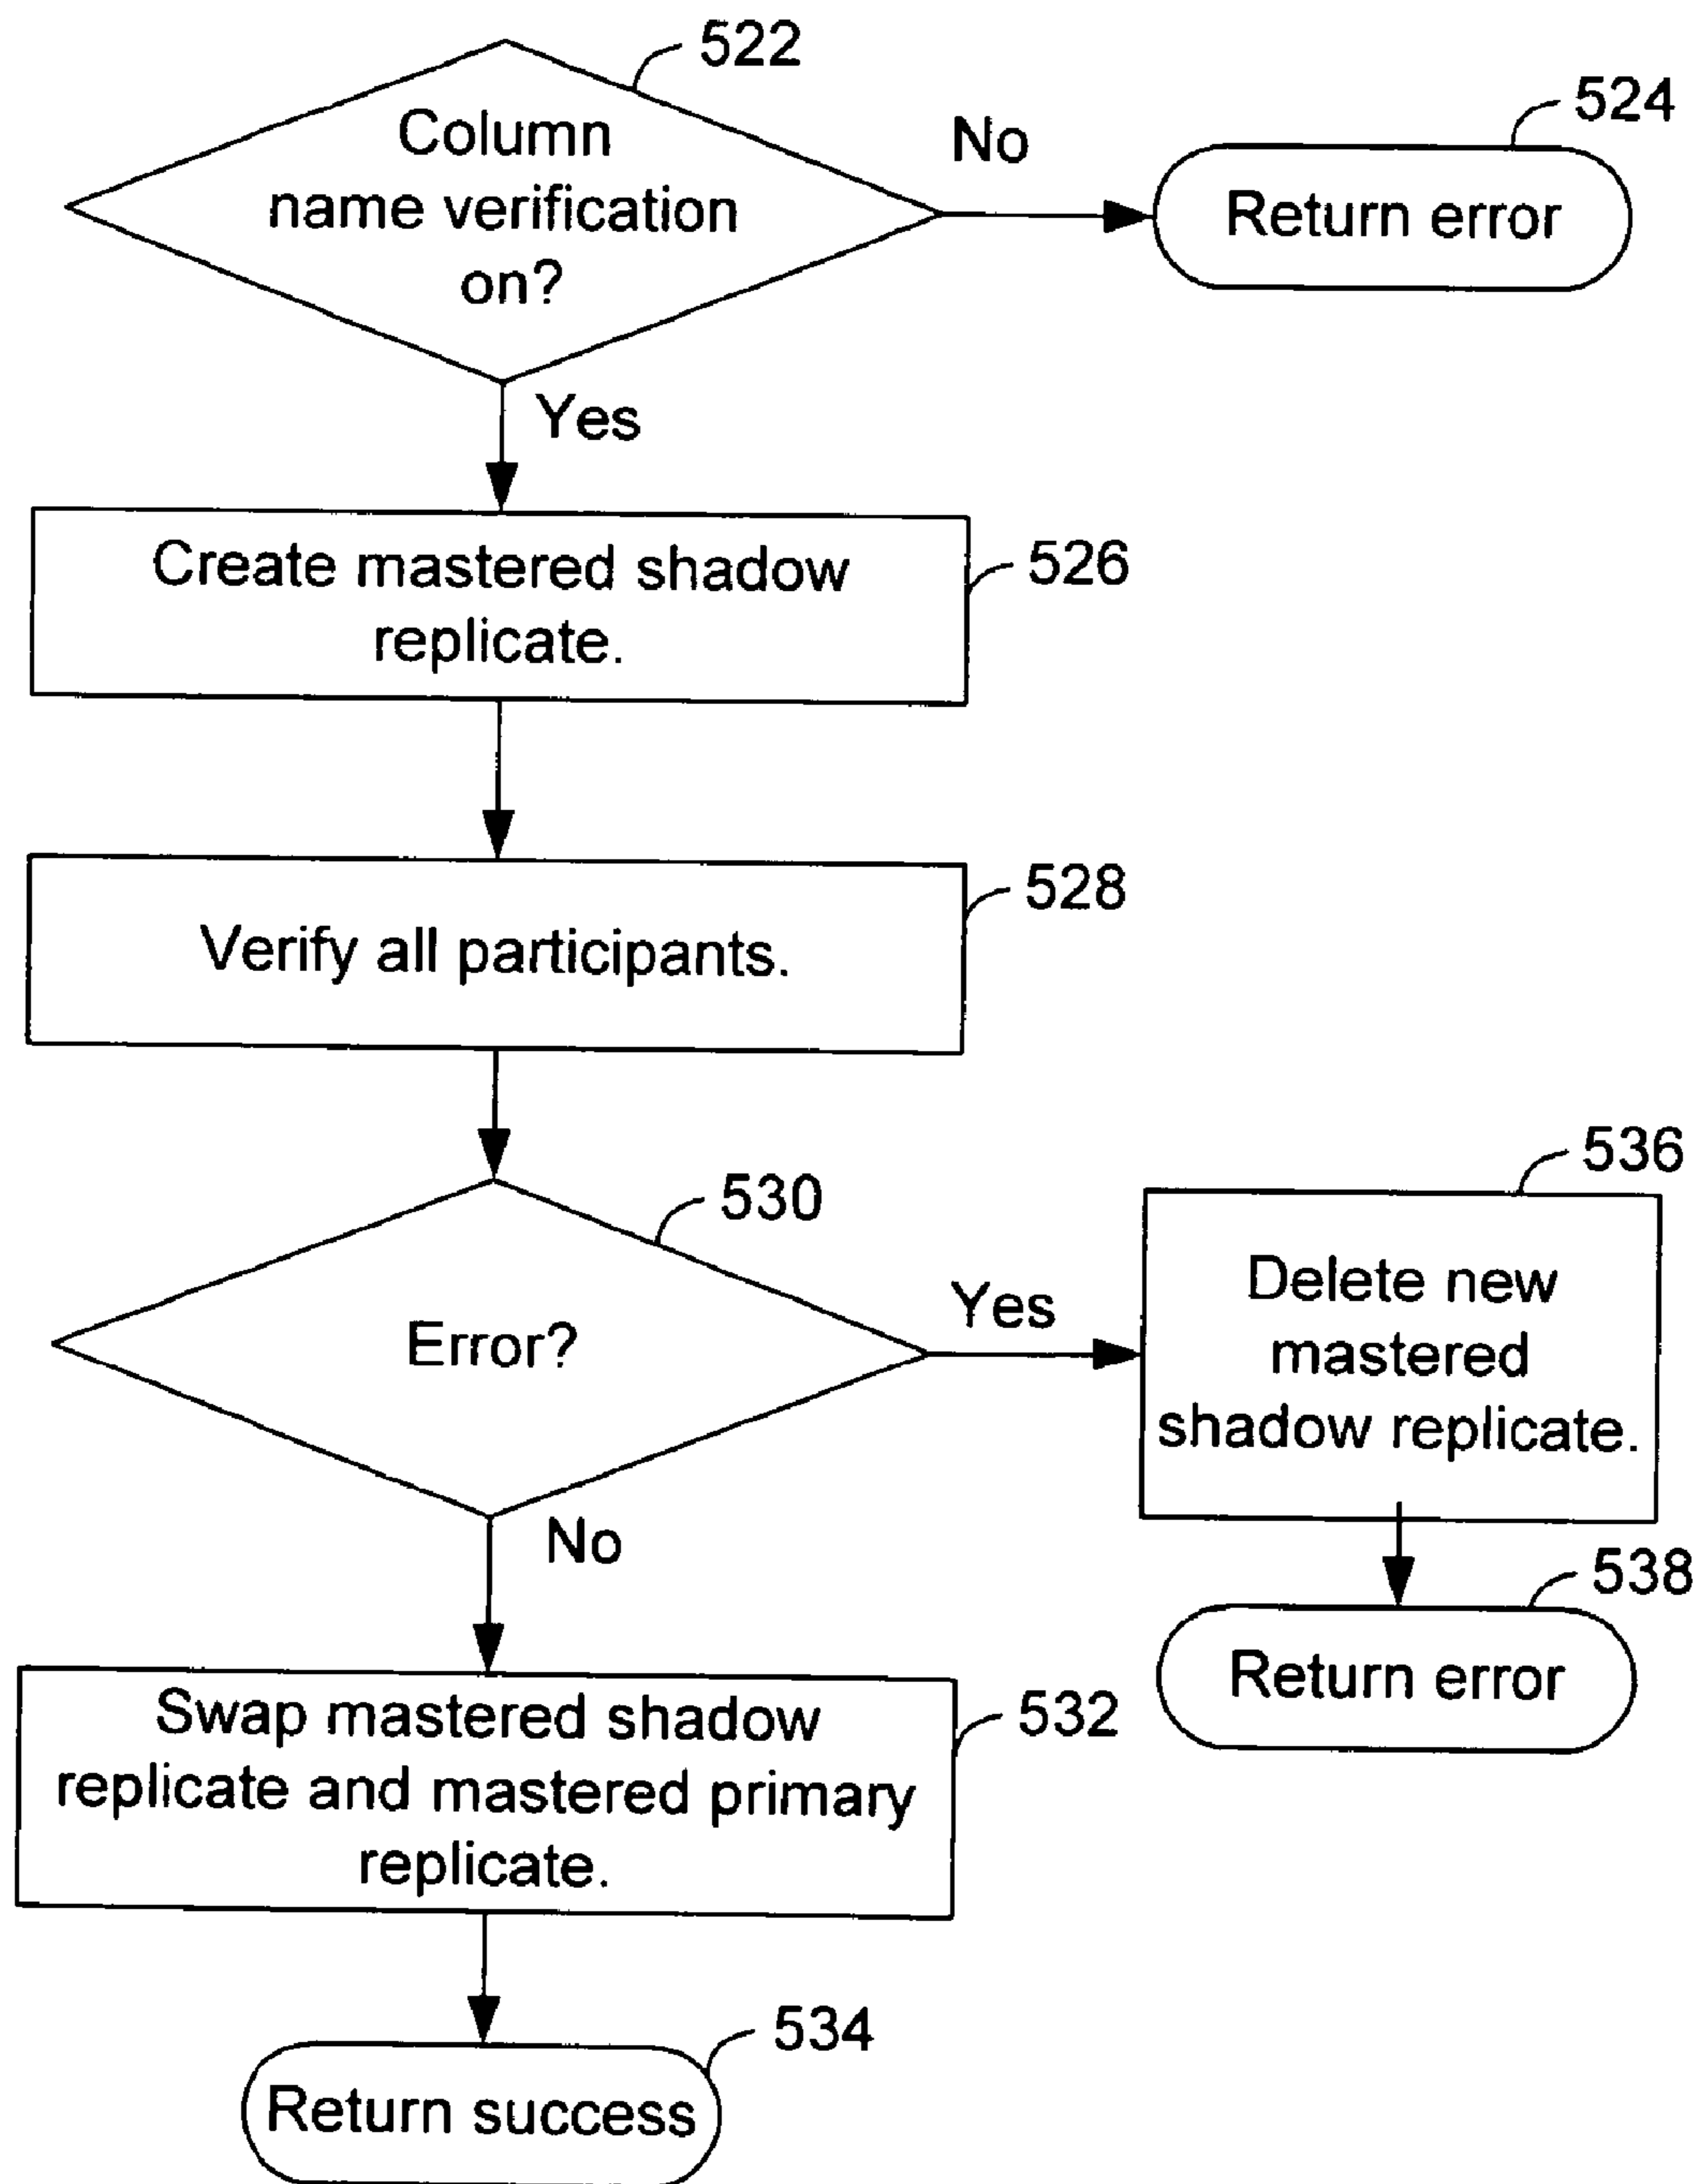 522
Column
name verification
on?
No
524
Return error
Yes
Create mastered shadow
replicate.
526
Verify all participants.
528
530
Error?
Yes
536
Delete new
mastered
shadow replicate.
No
538
Return error
Swap mastered shadow
replicate and mastered primary
replicate.
532
534
Return success